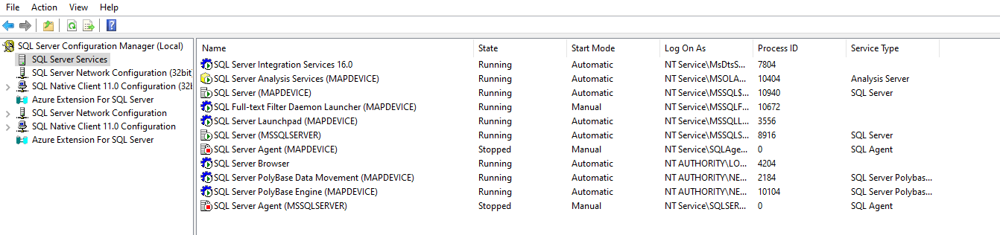 File Action View Help
SQL Server Configuration Manager (Local)
SQL Server Services
SQL Server Network Configuration (32bit
SQL Native Client 11.0 Configuration (32b
Azure Extension For SQL Server
SQL Server Network Configuration
SQL Native Client 11.0 Configuration
Azure Extension For SQL Server
Name State Start Mode Log On As Process ID Service Type
SQL Server Integration Services 16.0 Running Automatic NT Service\MsDtsS... 7804
SQL Server Analysis Services (MAPDEVICE) Running Automatic NT Service\MSOLA... 10404 Analysis Server
SQL Server (MAPDEVICE) Running Automatic NT Service\MSSQL$... 10940 SQL Server
SQL Full-text Filter Daemon Launcher (MAPDEVICE) Running Manual NT Service\MSSQLF... 10672
SQL Server Launchpad (MAPDEVICE) Running Automatic NT Service\MSSQLL... 3556
SQL Server (MSSQLSERVER) Running Automatic NT Service\MSSQLS... 8916 SQL Server
SQL Server Agent (MAPDEVICE) Stopped Manual NT Service\SQLAge... 0 SQL Agent
SQL Server Browser Running Automatic NT AUTHORITY\LO... 4204
SQL Server PolyBase Data Movement (MAPDEVICE) Running Automatic NT AUTHORITY\NE... 2184 SQL Server Polybas...
SQL Server PolyBase Engine (MAPDEVICE) Running Automatic NT AUTHORITY\NE... 10104 SQL Server Polybas...
SQL Server Agent (MSSQLSERVER) Stopped Manual NT Service\SQLSER... 0 SQL Agent